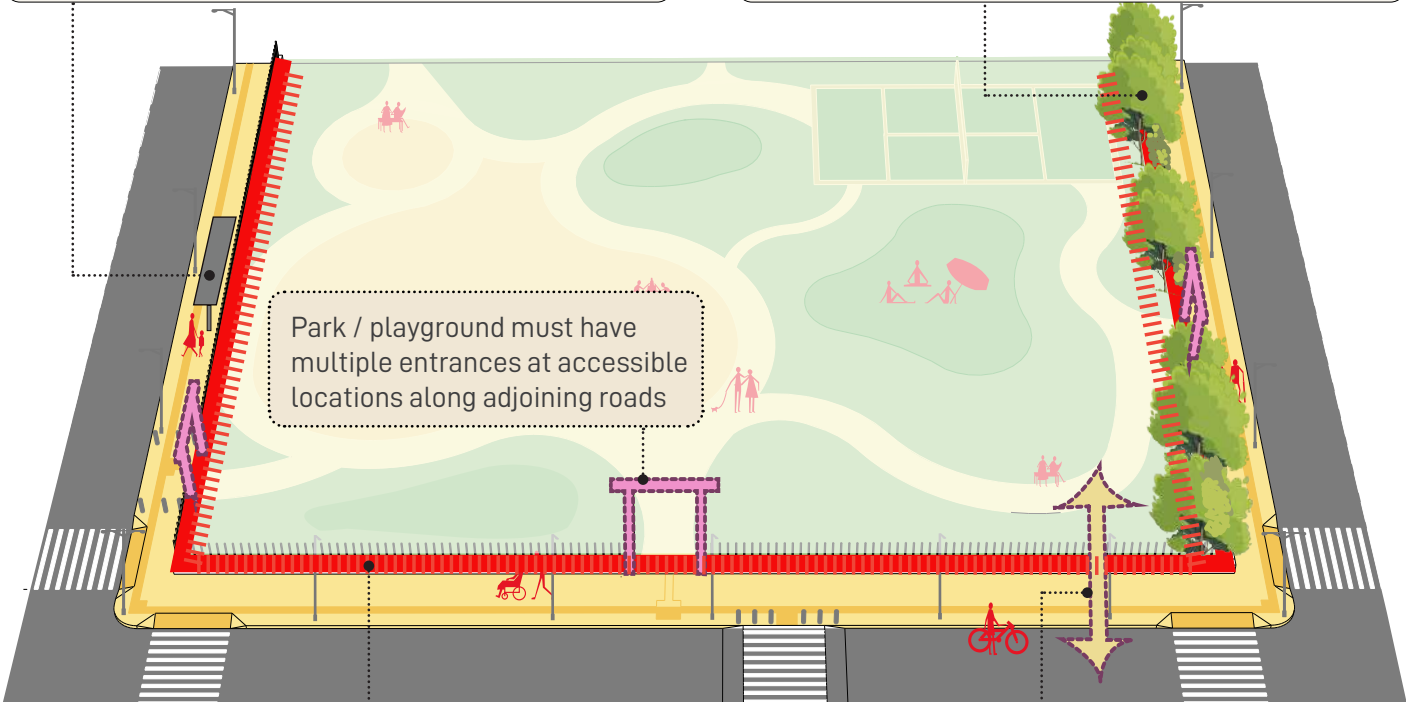 Park / playground must have
multiple entrances at accessible
locations along adjoining roads